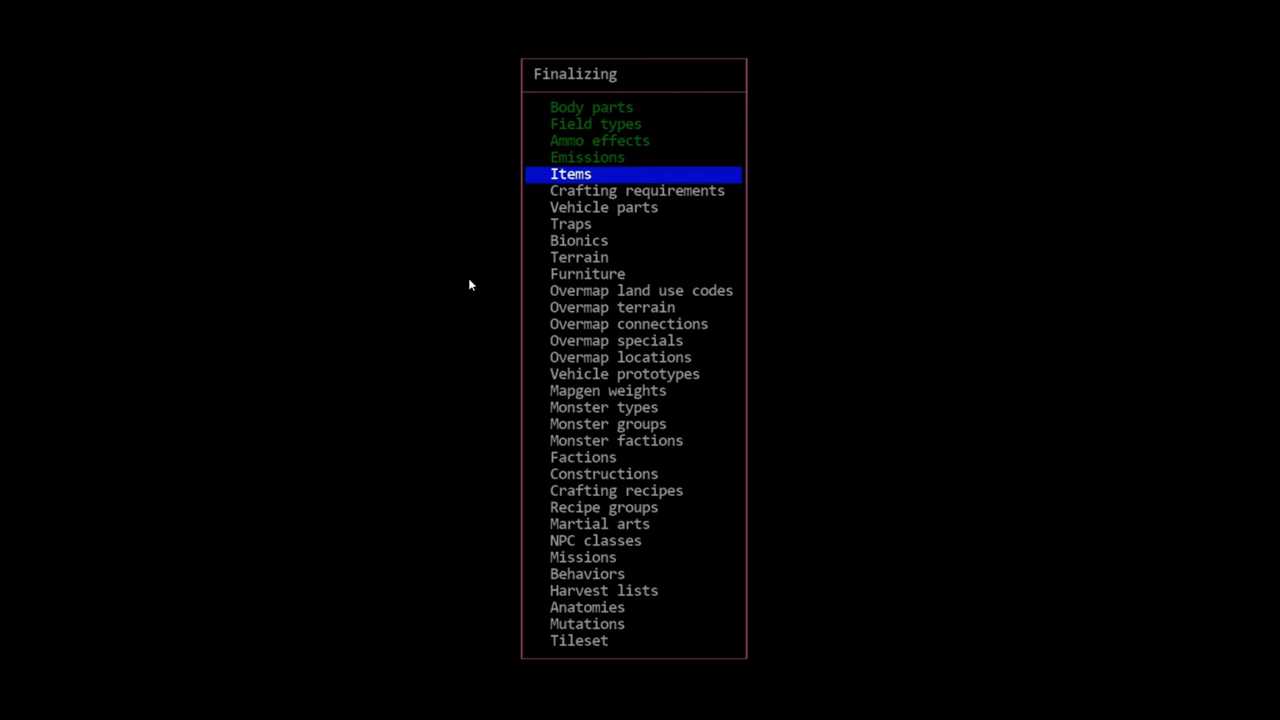 Finalizing
Body parts
Field types
Ammo effects
Emissions
Items
Crafting requirements
Vehicle parts
Traps
Bionics
Terrain
Furniture
Overmap land use codes
Overmap terrain
Overmap connections
Overmap specials
Overmap locations
Vehicle prototypes
Mapgen weights
Monster types
Monster groups
Monster factions
Factions
Constructions
Crafting recipes
Recipe groups
Martial arts
NPC classes
Missions
Behaviors
Harvest lists
Anatomies
Mutations
Tileset